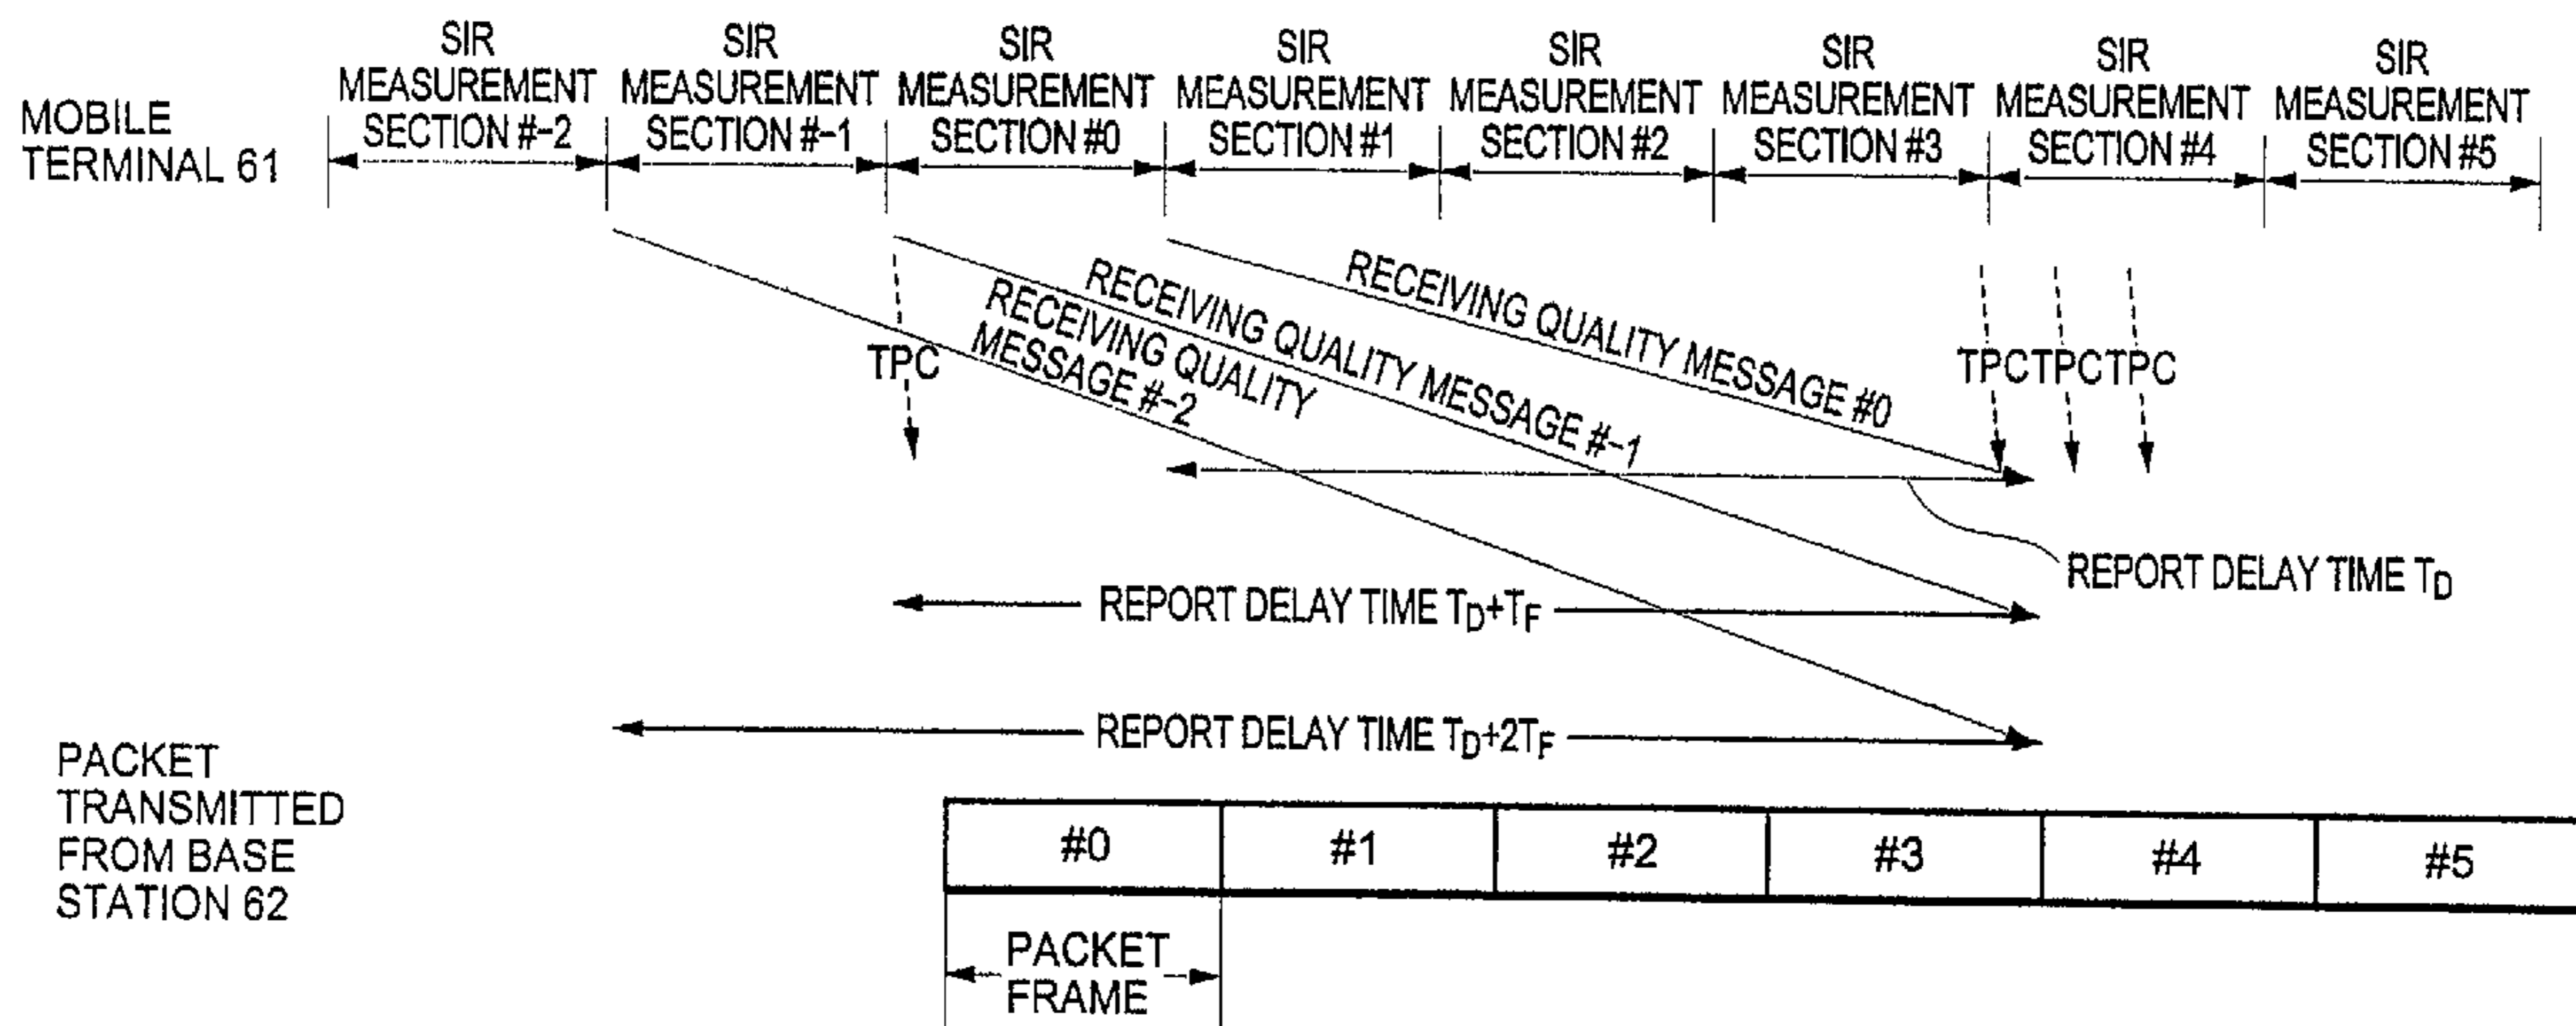 MOBILE
TERMINAL 61
SIR
MEASUREMENT
SECTION #-2
SIR
MEASUREMENT
SECTION #-1
SIR
MEASUREMENT
SECTION #0
SIR
MEASUREMENT
SECTION #1
SIR
MEASUREMENT
SECTION #2
SIR
MEASUREMENT
SECTION #3
SIR
MEASUREMENT
SECTION #4
SIR
MEASUREMENT
SECTION #5
TPC
RECEIVING QUALITY
MESSAGE #-2
RECEIVING QUALITY MESSAGE #-1
RECEIVING QUALITY MESSAGE #0
TPC TPC TPC
REPORT DELAY TIME TD
REPORT DELAY TIME TD+TF
REPORT DELAY TIME TD+2TF
PACKET
TRANSMITTED
FROM BASE
STATION 62
#0 #1 #2 #3 #4 #5
PACKET
FRAME